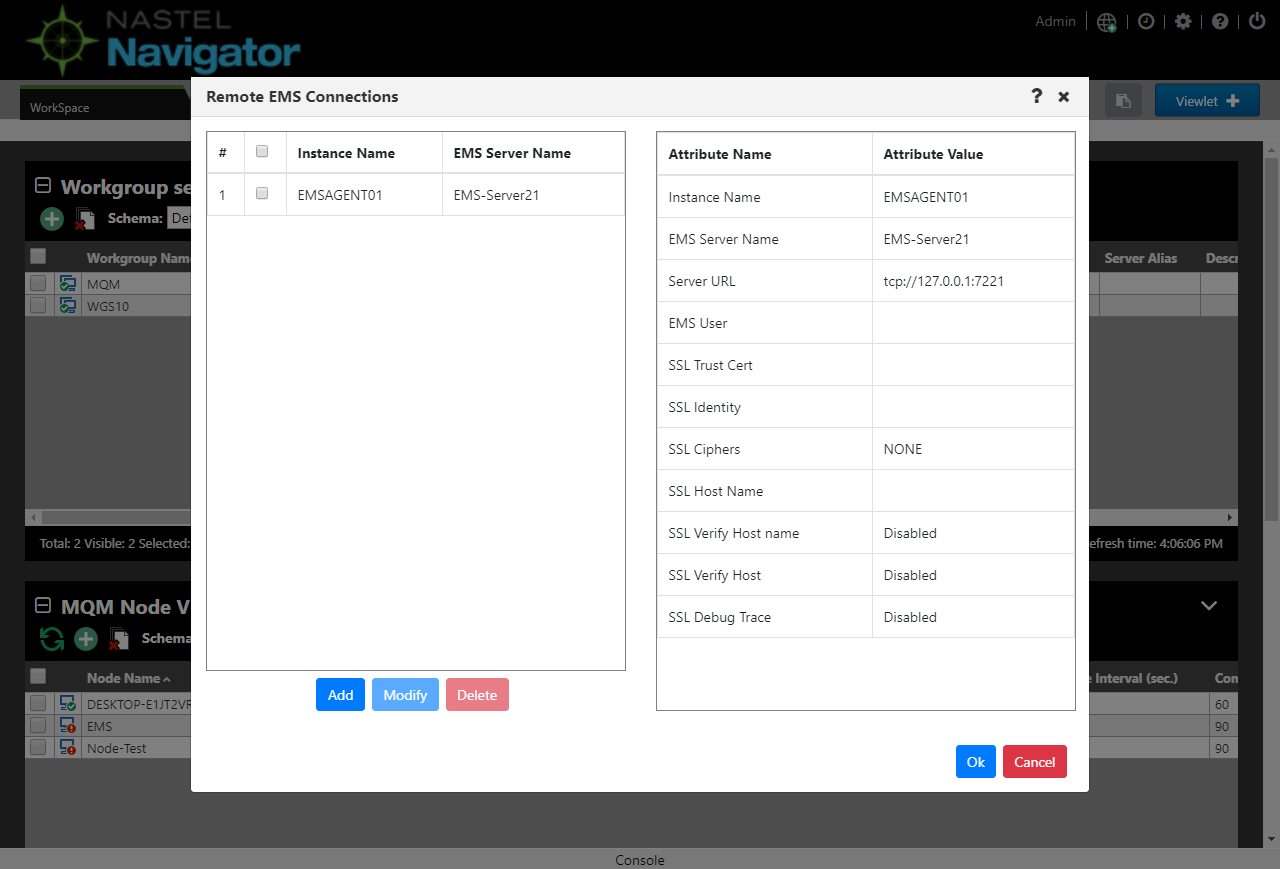 NASTEL
Navigator
Admin
WorkSpace
Viewlet
Remote EMS Connections
# Instance Name EMS Server Name
1 EMSAGENT01 EMS-Server21
Add Modify Delete
Attribute Name Attribute Value
Instance Name EMSAGENT01
EMS Server Name EMS-Server21
Server URL tcp://127.0.0.1:7221
EMS User
SSL Trust Cert
SSL Identity
SSL Ciphers NONE
SSL Host Name
SSL Verify Host name Disabled
SSL Verify Host Disabled
SSL Debug Trace Disabled
Ok Cancel
Workgroup se
Schema: Def
Workgroup Name Server Alias Descr
MQM
WGS10
Total: 2 Visible: 2 Selected: efresh time: 4:06:06 PM
MQM Node V
Schema
Node Name Interval (sec.) Con
DESKTOP-E1JT2VR 60
EMS 90
Node-Test 90
Console